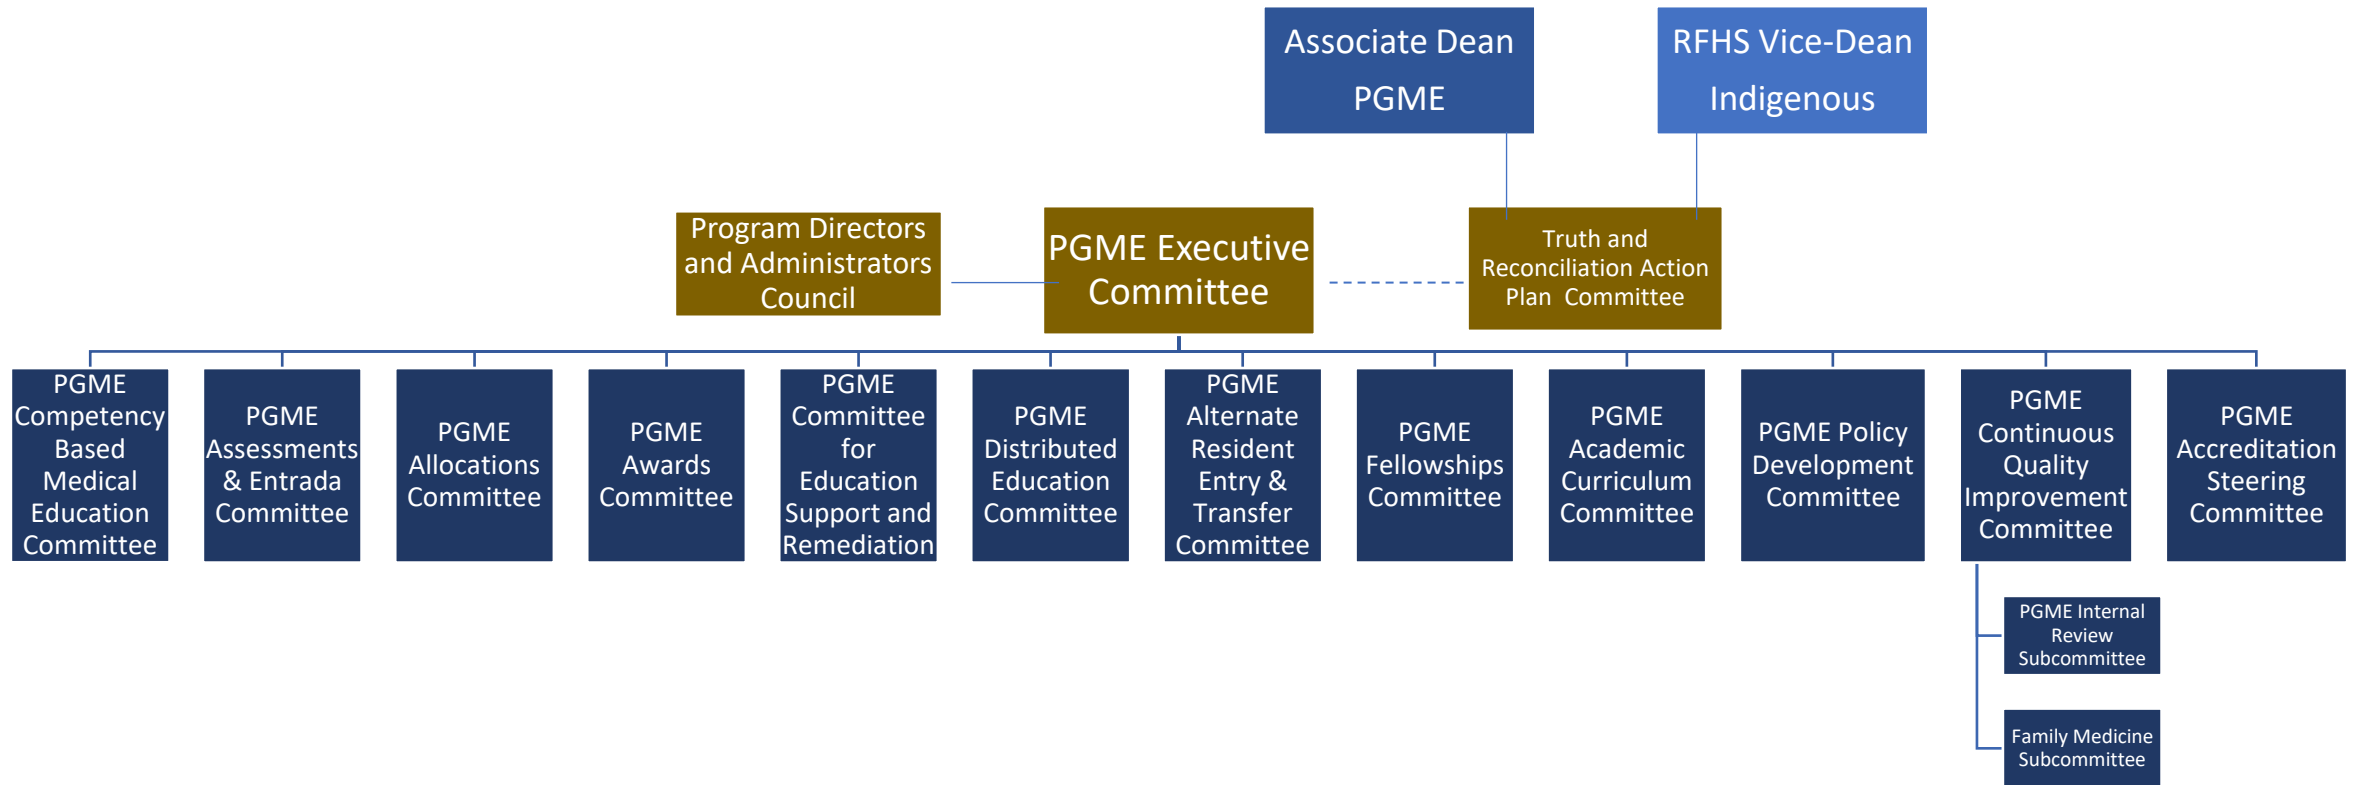 Associate Dean
PGME
RFHS Vice-Dean
Indigenous
Program Directors
and Administrators
Council
PGME Executive
Committee
Truth and
Reconciliation Action
Plan  Committee
PGME
Competency
Based
Medical
Education
Committee
PGME
Assessments
& Entrada
Committee
PGME
Allocations
Committee
PGME
Awards
Committee
PGME
Committee
for
Education
Support and
Remediation
PGME
Distributed
Education
Committee
PGME
Alternate
Resident
Entry &
Transfer
Committee
PGME
Fellowships
Committee
PGME
Academic
Curriculum
Committee
PGME Policy
Development
Committee
PGME
Continuous
Quality
Improvement
Committee
PGME
Accreditation
Steering
Committee
PGME Internal
Review
Subcommittee
Family Medicine
Subcommittee